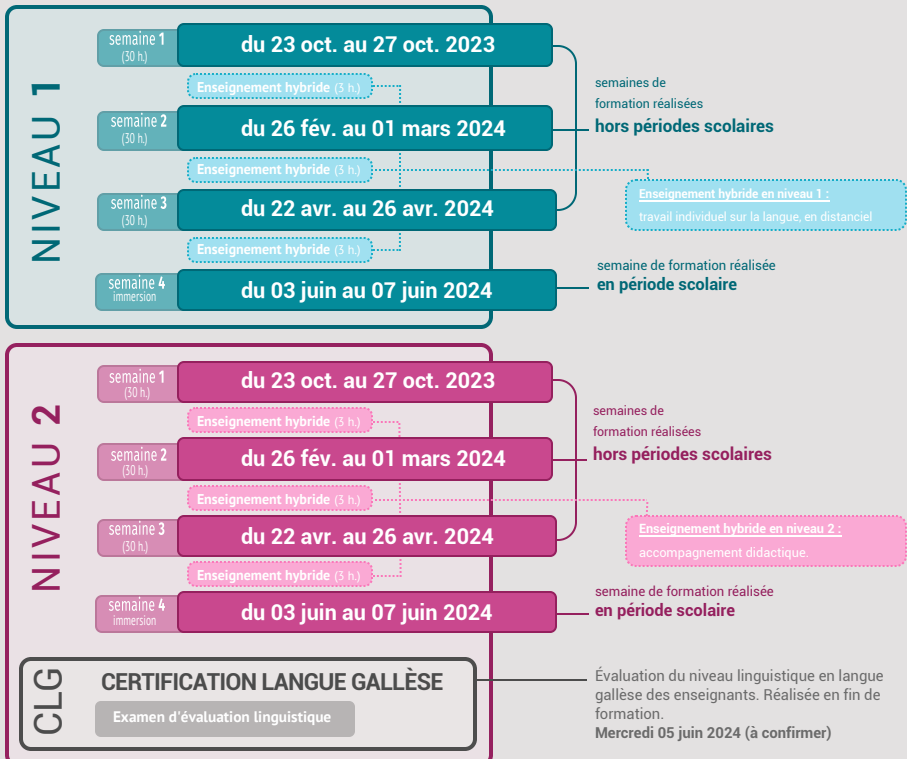 NIVEAU 1
semaine 1
(30 h.)
du 23 oct. au 27 oct. 2023
Enseignement hybride (3 h.)
semaine 2
(30 h.)
du 26 fév. au 01 mars 2024
Enseignement hybride (3 h.)
semaine 3
(30 h.)
du 22 avr. au 26 avr. 2024
Enseignement hybride (3 h.)
semaine 4
immersion
du 03 juin au 07 juin 2024
semaines de
formation réalisées
hors périodes scolaires
Enseignement hybride en niveau 1 :
travail individuel sur la langue, en distanciel
semaine de formation réalisée
en période scolaire
NIVEAU 2
semaine 1
(30 h.)
du 23 oct. au 27 oct. 2023
Enseignement hybride (3 h.)
semaine 2
(30 h.)
du 26 fév. au 01 mars 2024
Enseignement hybride (3 h.)
semaine 3
(30 h.)
du 22 avr. au 26 avr. 2024
Enseignement hybride (3 h.)
semaine 4
immersion
du 03 juin au 07 juin 2024
semaines de
formation réalisées
hors périodes scolaires
Enseignement hybride en niveau 2 :
accompagnement didactique.
semaine de formation réalisée
en période scolaire
CLG
CERTIFICATION LANGUE GALLÈSE
Examen d'évaluation linguistique
Évaluation du niveau linguistique en langue
gallèse des enseignants. Réalisée en fin de
formation.
Mercredi 05 juin 2024 (à confirmer)